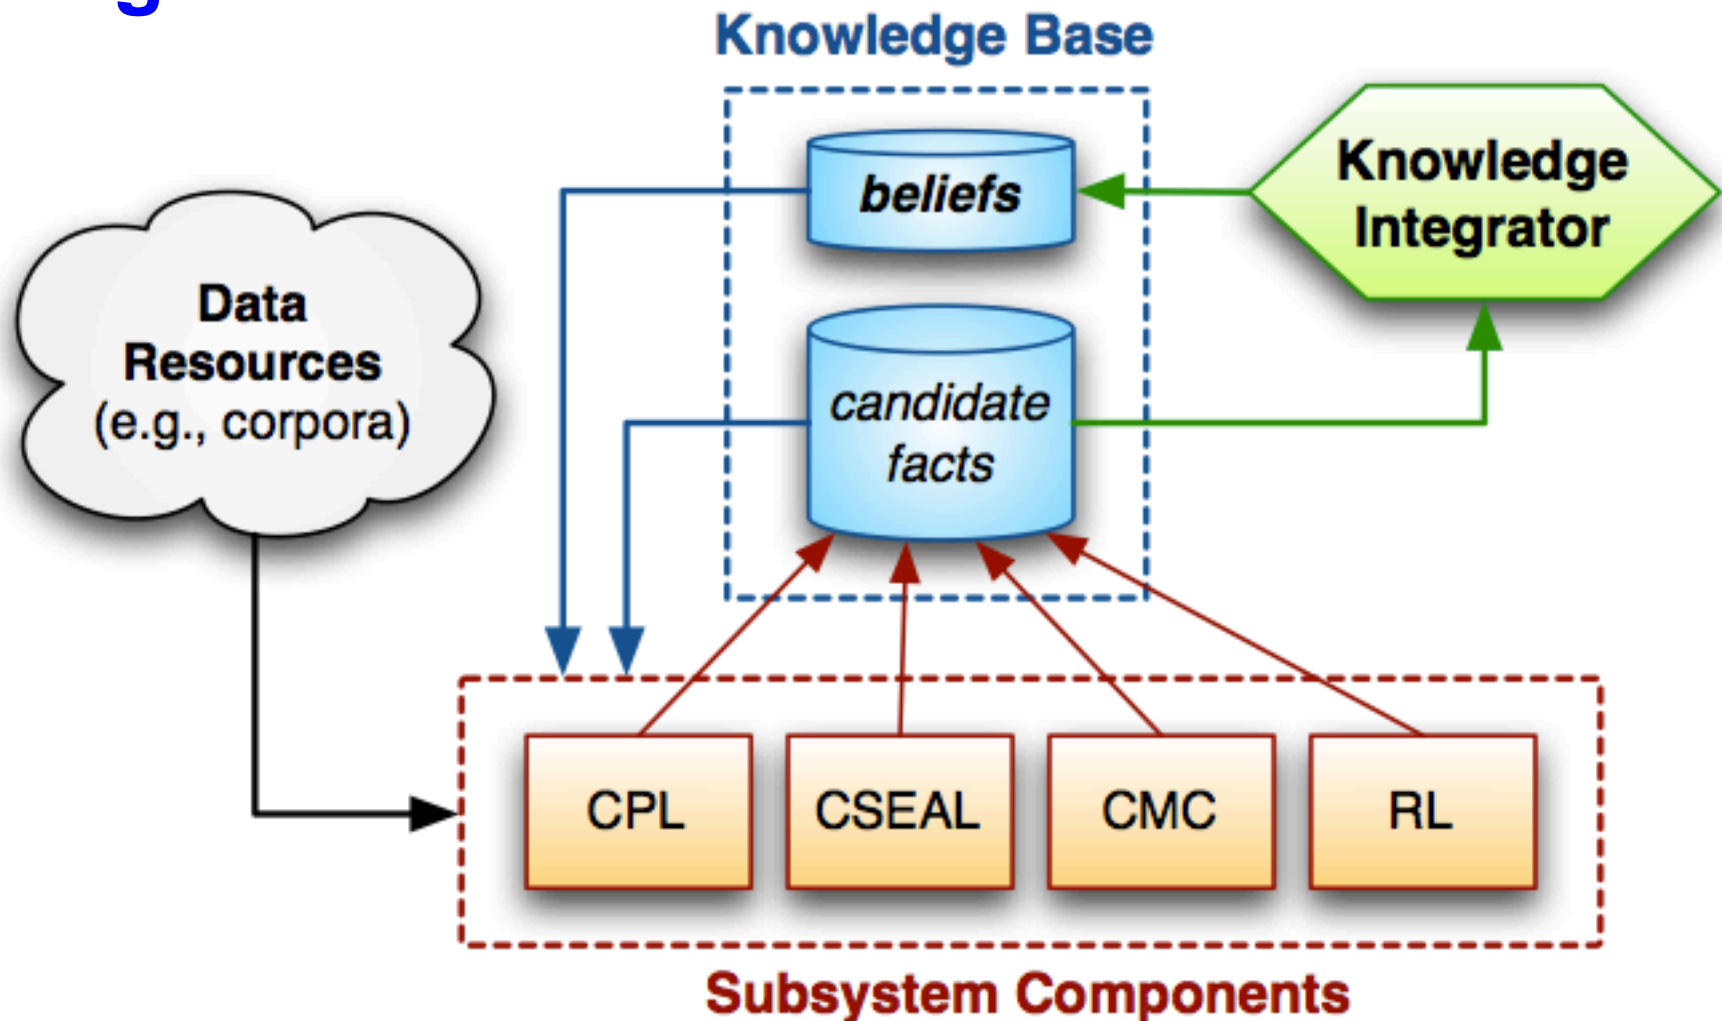 Knowledge Base
beliefs
Knowledge
Integrator
Data
Resources
(e.g., corpora)
candidate
facts
CPL
CSEAL
CMC
RL
Subsystem Components